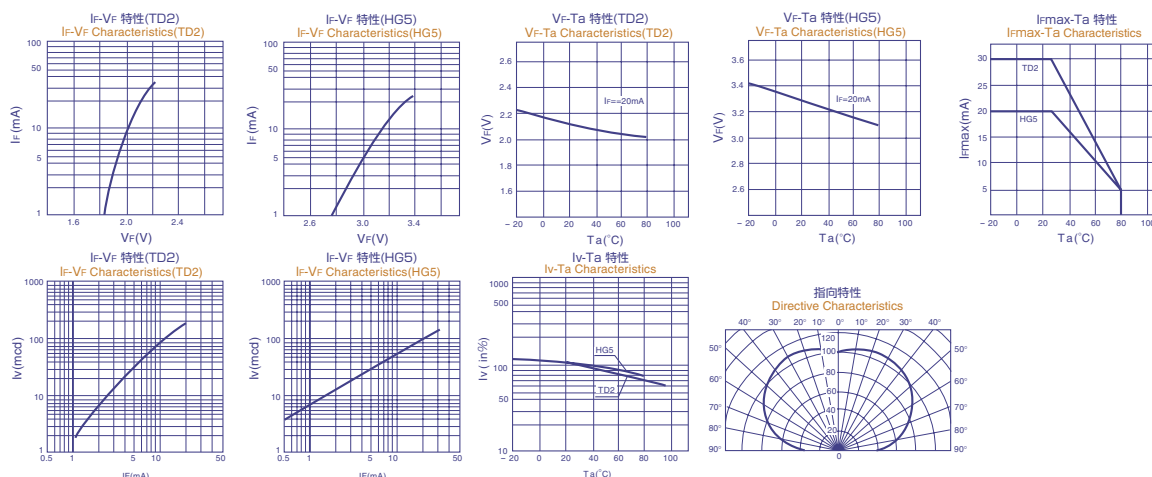 IF-VF 特性(TD2)
IF-VF Characteristics(TD2)
100
50
10
5
1
IF(mA)
1.6
2.0
2.4
VF(V)
IF-VF 特性(HG5)
IF-VF Characteristics(HG5)
100
50
10
5
1
IF(mA)
2.6
3.0
3.4
VF(V)
VF-Ta 特性(TD2)
VF-Ta Characteristics(TD2)
2.6
2.4
2.2
2.0
1.8
1.6
VF(V)
IF==20mA
-20
0
20
40
60
80
100
Ta(°C)
VF-Ta 特性(HG5)
VF-Ta Characteristics(HG5)
3.6
3.4
3.2
3.0
2.8
2.6
VF(V)
IF=20mA
-20
0
20
40
60
80
100
Ta(°C)
IFmax-Ta 特性
IFmax-Ta Characteristics
30
25
20
15
10
5
IFmax(mA)
TD2
HG5
-20
0
20
40
60
80
100
Ta(°C)
IF-VF 特性(TD2)
IF-VF Characteristics(TD2)
1000
100
10
1
Iv(mcd)
0.5
1
5
10
50
IF(mA)
IF-VF 特性(HG5)
IF-VF Characteristics(HG5)
1000
100
10
1
Iv(mcd)
0.5
1
5
10
50
IF(mA)
Iv-Ta 特性
Iv-Ta Characteristics
1000
500
100
50
10
Iv(in%)
HG5
TD2
-20
0
20
40
60
80
100
Ta(°C)
指向特性
Directive Characteristics
40° 30° 20° 10° 0° 10° 20° 30° 40°
50°
60°
70°
80°
90°
120
100
80
60
40
20
0
50°
60°
70°
80°
90°